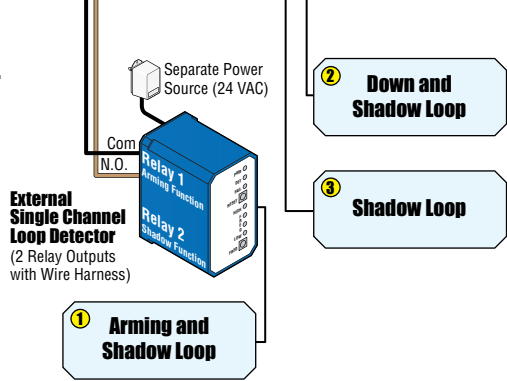 Separate Power
Source (24 VAC)
Com
N.O.
Relay 1
Arming Function
Relay 2
Shadow Function
External
Single Channel
Loop Detector
(2 Relay Outputs
with Wire Harness)
2
Down and
Shadow Loop
3
Shadow Loop
1
Arming and
Shadow Loop